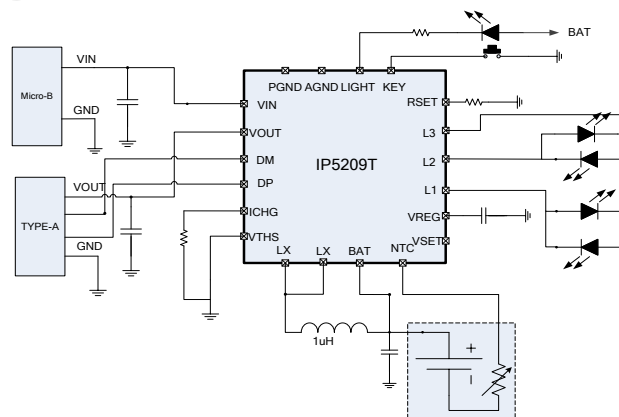 BAT
VIN
Micro-B
GND
PGND AGND LIGHT KEY
VIN
RSET
VOUT
L3
DM
IP5209T
L2
DP
L1
VOUT
TYPE-A
ICHG
VREG
GND
VTHS
VSET
LX LX BAT NTC
1uH
+